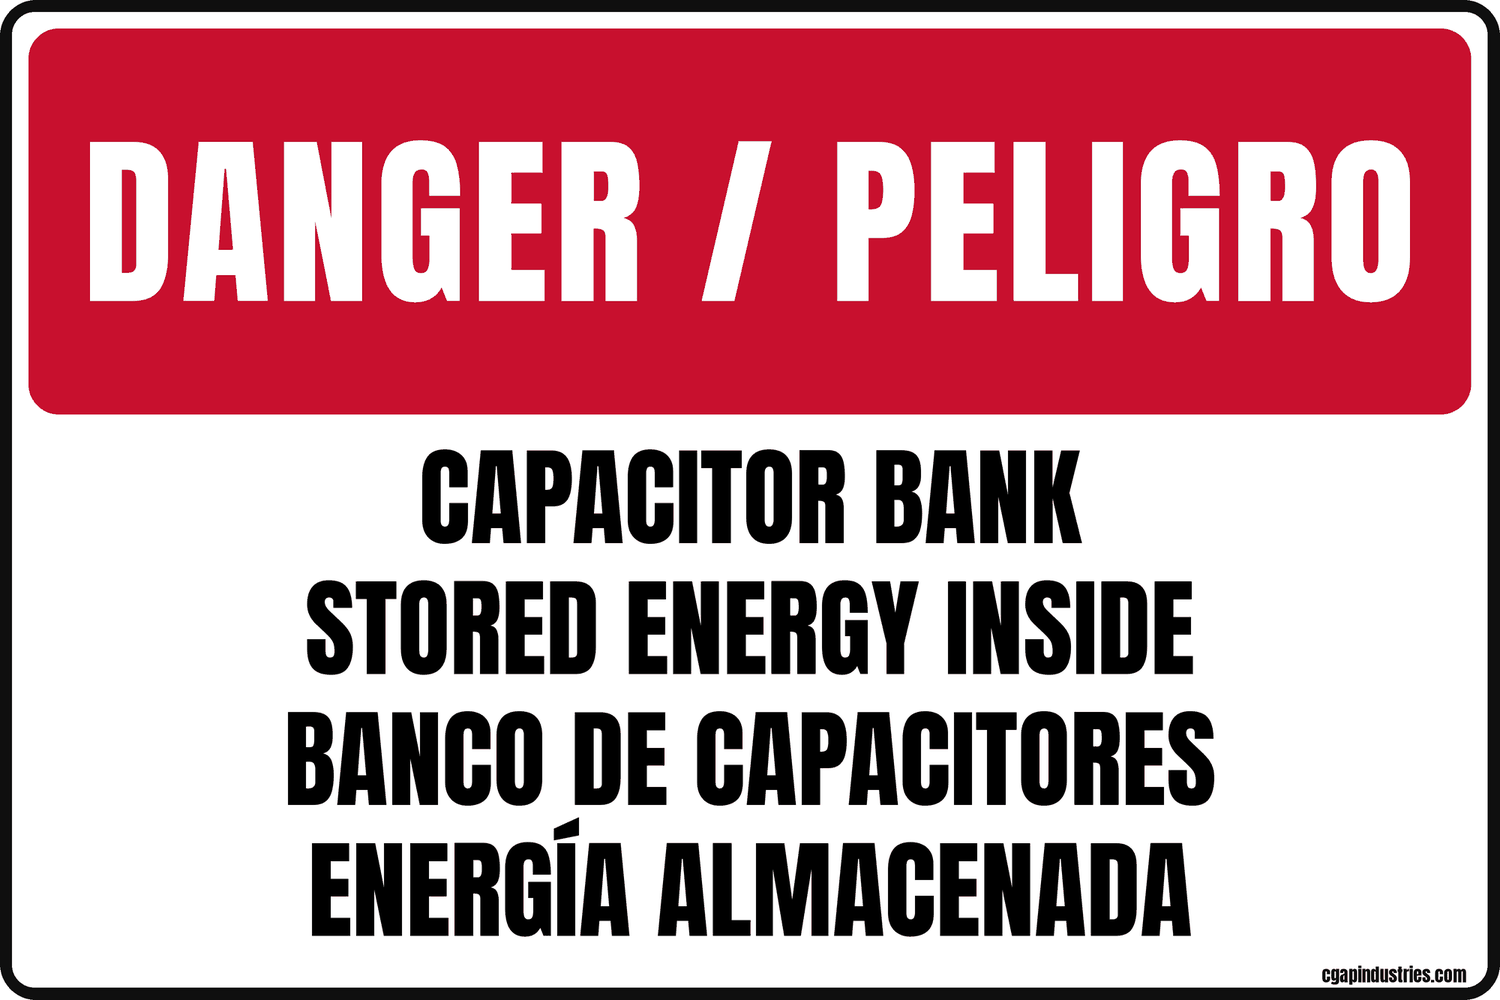 DANGER / PELIGRO
CAPACITOR BANK
STORED ENERGY INSIDE
BANCO DE CAPACITORES
ENERGÍA ALMACENADA
cgapindustries.com